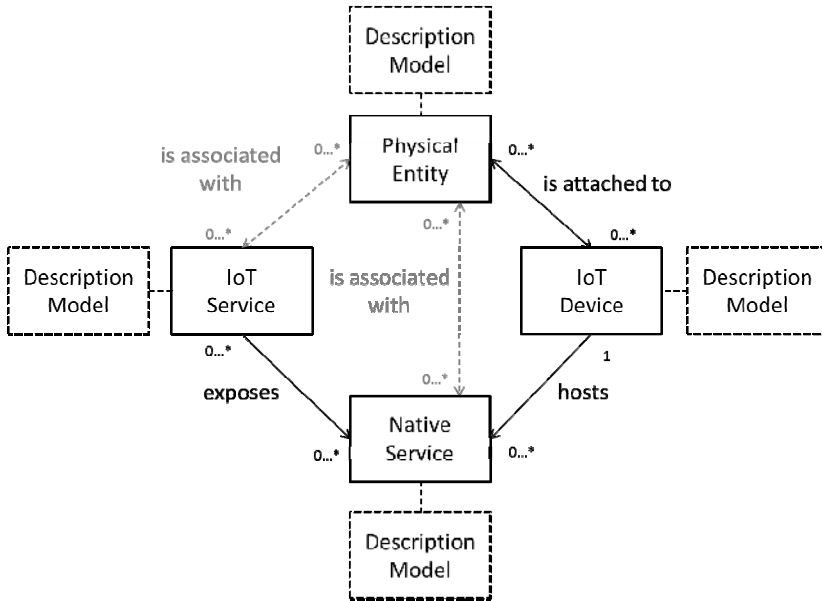 Description
Model
Physical
Entity
0...*
0...*
is associated
with
is attached to
0...*
0...*
0...*
Description
Model
IoT
Service
is associated
with
IoT
Device
Description
Model
0...*
1
exposes
0...*
hosts
0...*
Native
Service
0...*
Description
Model